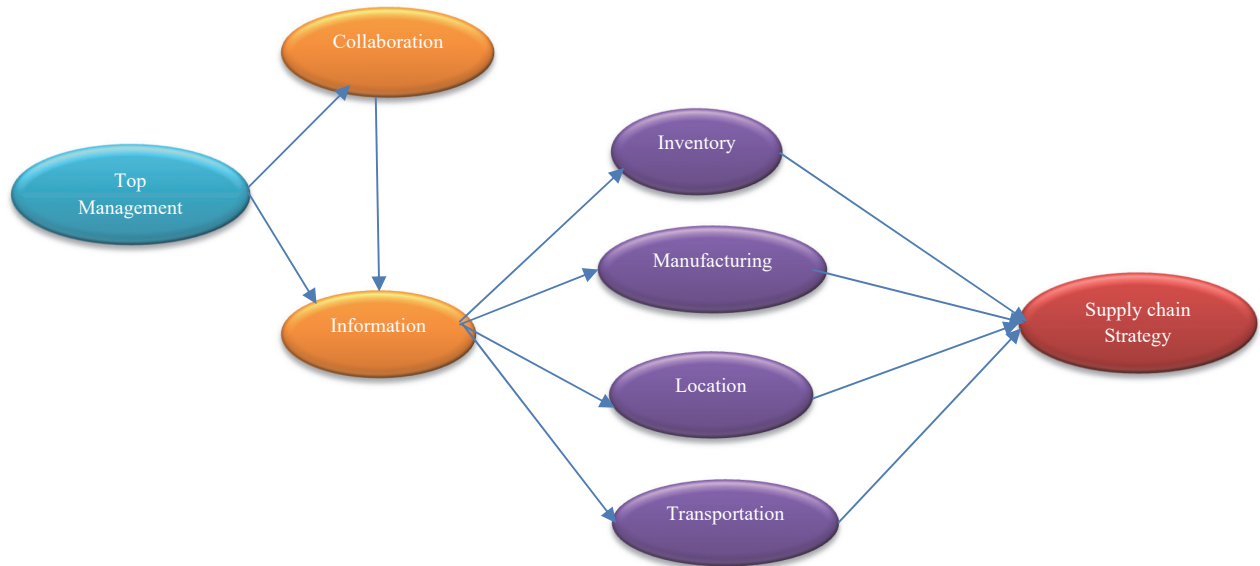 Collaboration
Top
Management
Information
Inventory
Manufacturing
Location
Transportation
Supply chain
Strategy